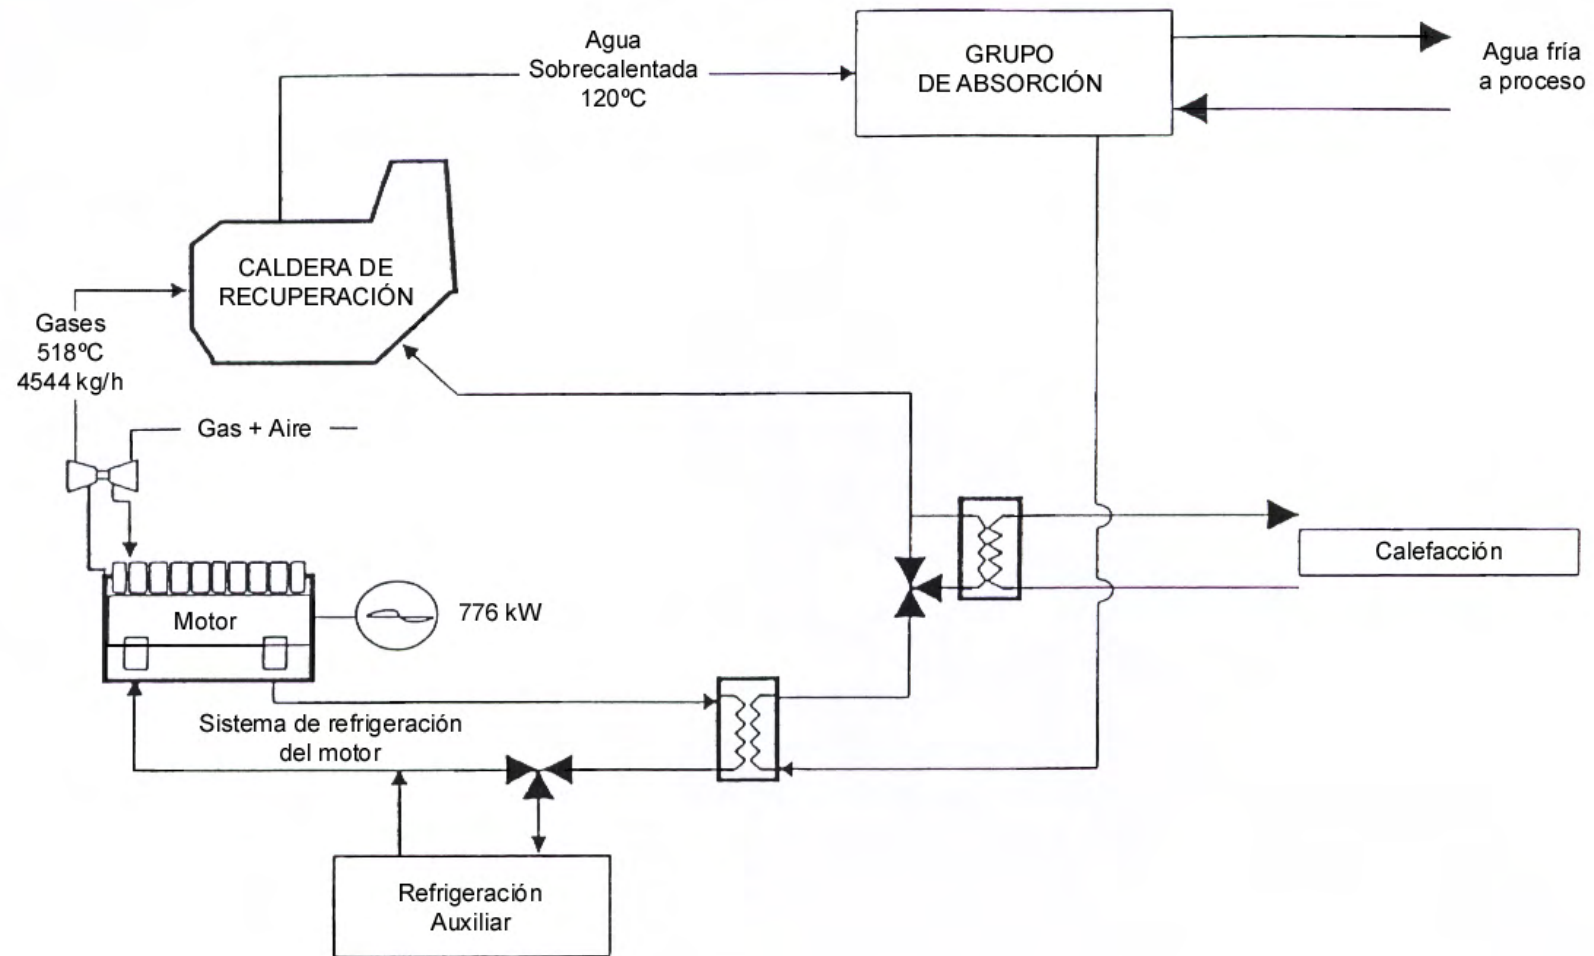 Agua
Sobrecalentada
120ºC
GRUPO
DE ABSORCIÓN
Agua fría
a proceso
CALDERA DE
RECUPERACIÓN
Gases
518ºC
4544 kg/h
Gas + Aire
Motor
776 kW
Calefacción
Sistema de refrigeración
del motor
Refrigeración
Auxiliar